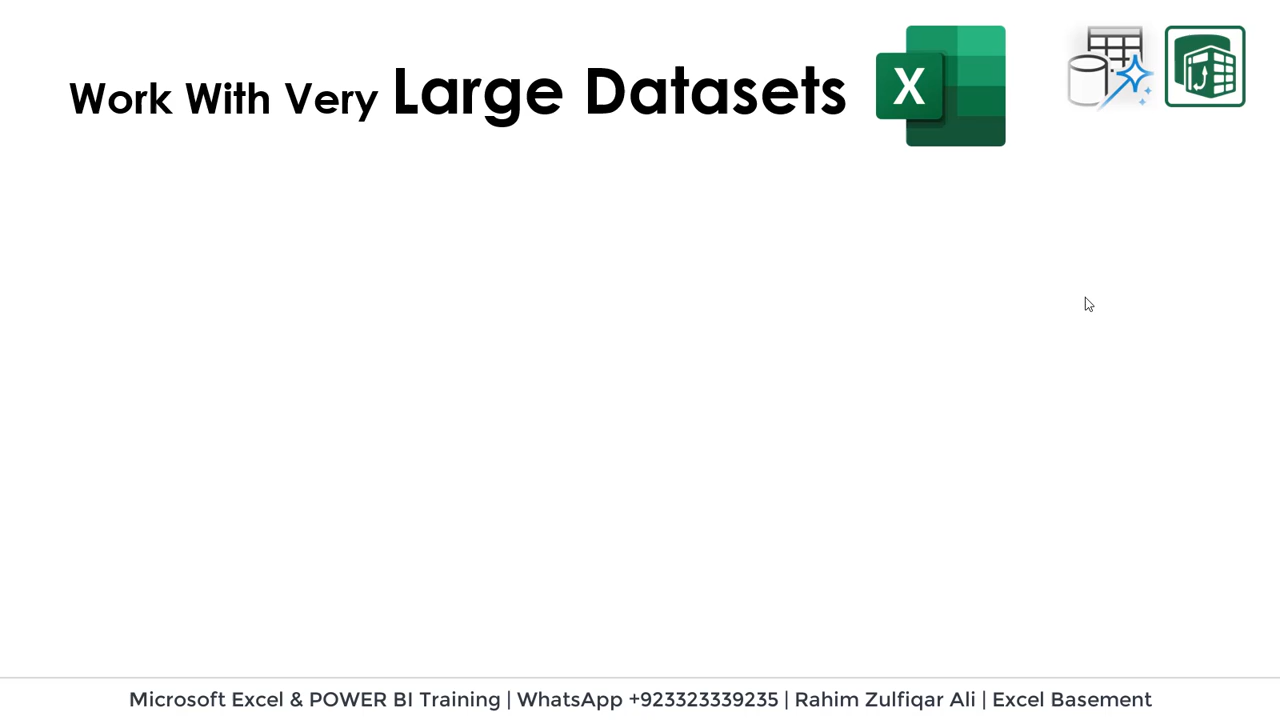 Work With Very Large Datasets
X
Microsoft Excel & POWER BI Training | WhatsApp +923323339235 | Rahim Zulfiqar Ali | Excel Basement